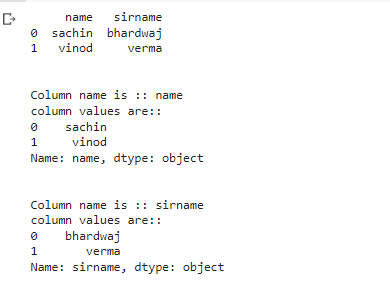 name sirname
0 sachin bhardwaj
1 vinod verma
Column name is :: name
column values are::
0 sachin
1 vinod
Name: name, dtype: object
Column name is :: sirname
column values are::
0 bhardwaj
1 verma
Name: sirname, dtype: object